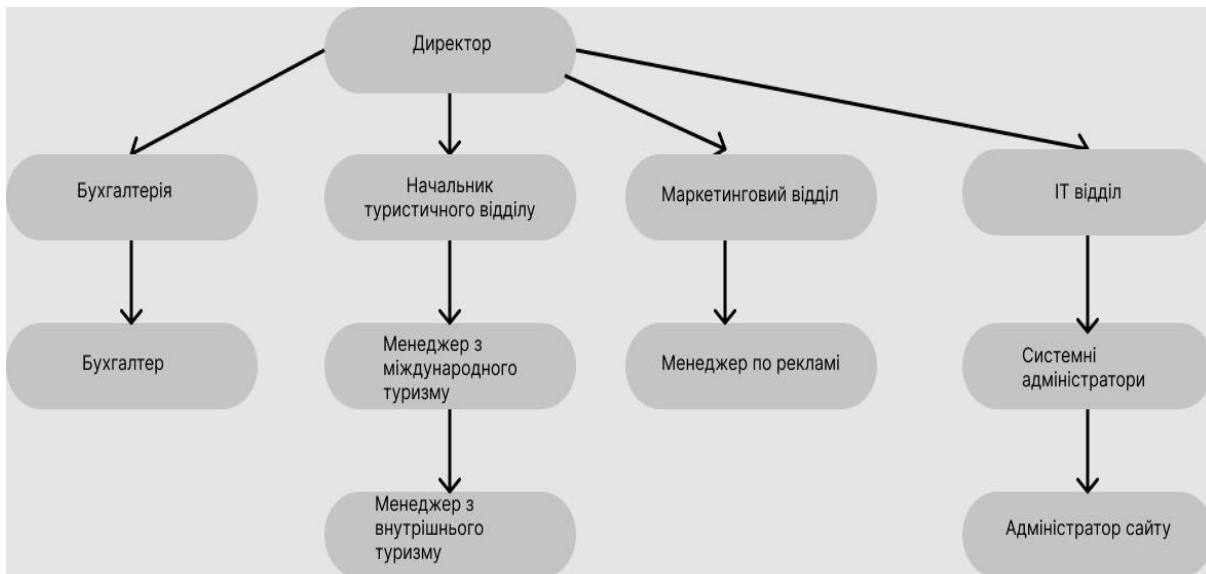 Директор
Бухгалтерія
Начальник
туристичного відділу
Маркетинговий відділ
ІТ відділ
Бухгалтер
Менеджер з
міждународного
туризму
Менеджер по рекламі
Системні
адміністратори
Менеджер з
внутрішнього
туризму
Адміністратор сайту